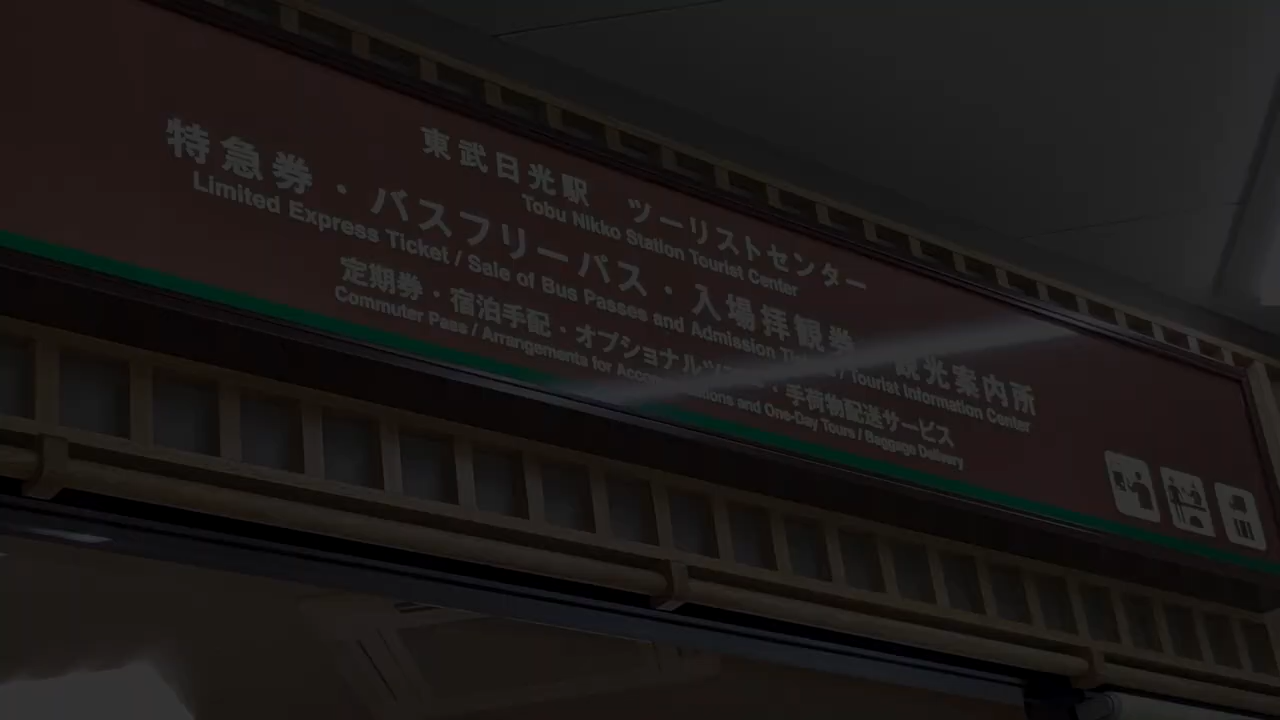 東武日光駅 ツーリストセンター
Tobu Nikko Station Tourist Center
特急券・バスフリーパス・入場拝観券 観光案内所
Limited Express Ticket / Sale of Bus Passes and Admission / Tourist Information Center
定期券・宿泊手配・オプショナル ・手荷物配送サービス
Commuter Pass / Arrangements for and One-Day Tours / Baggage Delivery